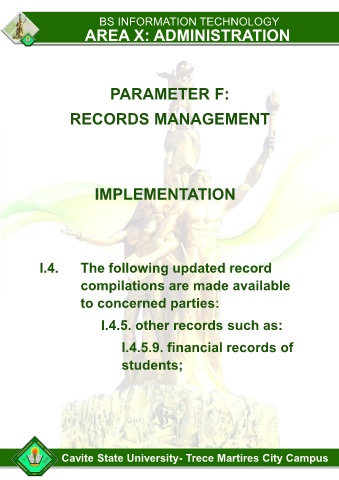 BS INFORMATION TECHNOLOGY
AREA X: ADMINISTRATION
PARAMETER F:
RECORDS MANAGEMENT
IMPLEMENTATION
I.4. The following updated record
compilations are made available
to concerned parties:
I.4.5. other records such as:
I.4.5.9. financial records of
students;
Cavite State University- Trece Martires City Campus